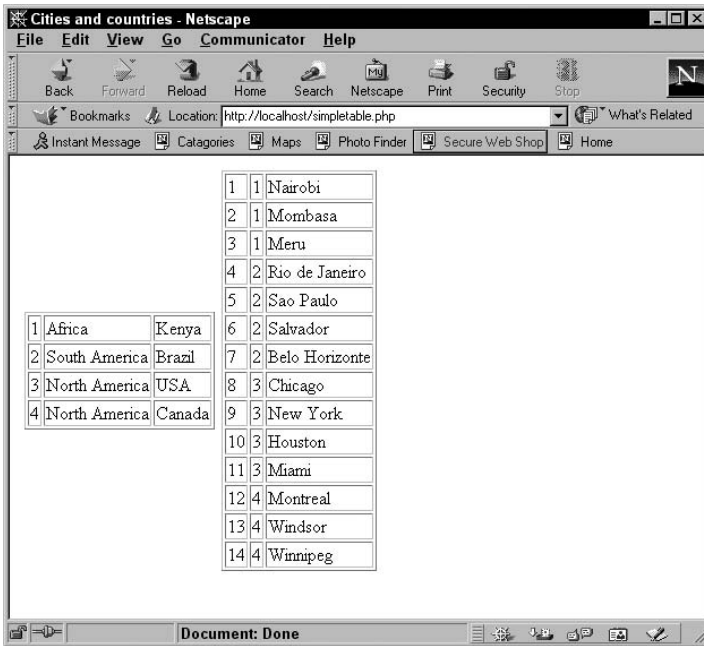 Cities and countries - Netscape
File Edit View Go Communicator Help
My
N
Back Forward Reload Home Search Netscape Print Security Stop
Bookmarks Location: http://localhost/simpletable.php What's Related
Instant Message Catagories Maps Photo Finder Secure Web Shop Home
1 Africa Kenya
2 South America Brazil
3 North America USA
4 North America Canada
1 1 Nairobi
2 1 Mombasa
3 1 Meru
4 2 Rio de Janeiro
5 2 Sao Paulo
6 2 Salvador
7 2 Belo Horizonte
8 3 Chicago
9 3 New York
10 3 Houston
11 3 Miami
12 4 Montreal
13 4 Windsor
14 4 Winnipeg
Document: Done